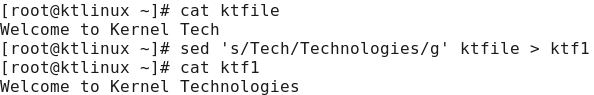 [root@ktlinux ~]# cat ktfile
Welcome to Kernel Tech
[root@ktlinux ~]# sed 's/Tech/Technologies/g' ktfile > ktf1
[root@ktlinux ~]# cat ktf1
Welcome to Kernel Technologies